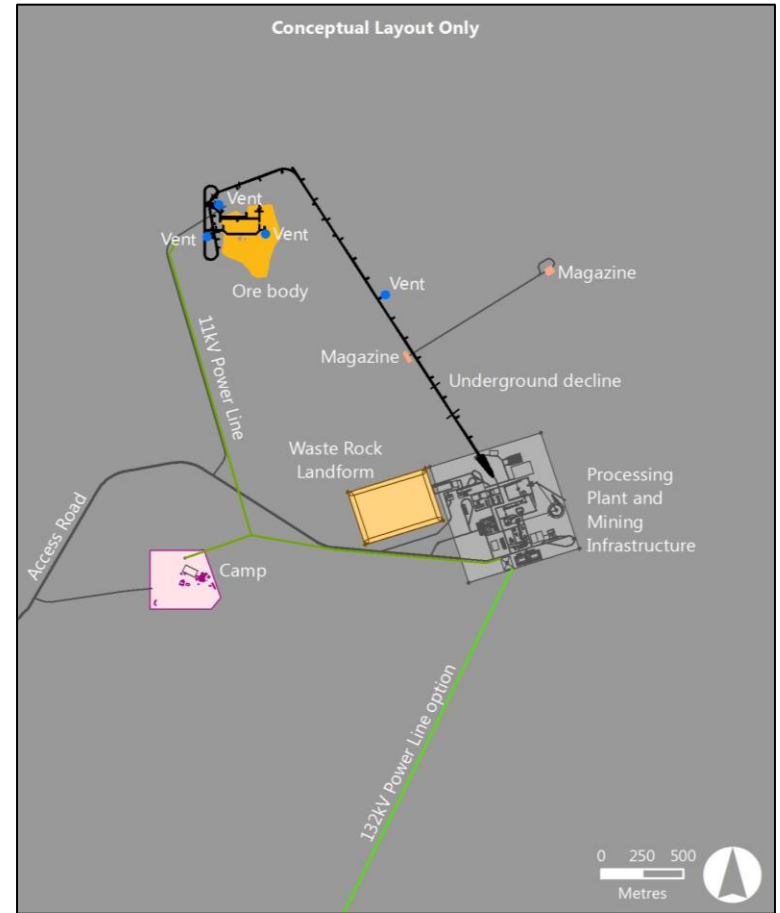 Conceptual Layout Only
Vent
Vent
Vent
Ore body
Vent
Magazine
Magazine
11kV Power Line
Underground decline
Waste Rock
Landform
Processing
Plant and
Mining
Infrastructure
Access Road
Camp
132kV Power Line option
0 250 500
Metres